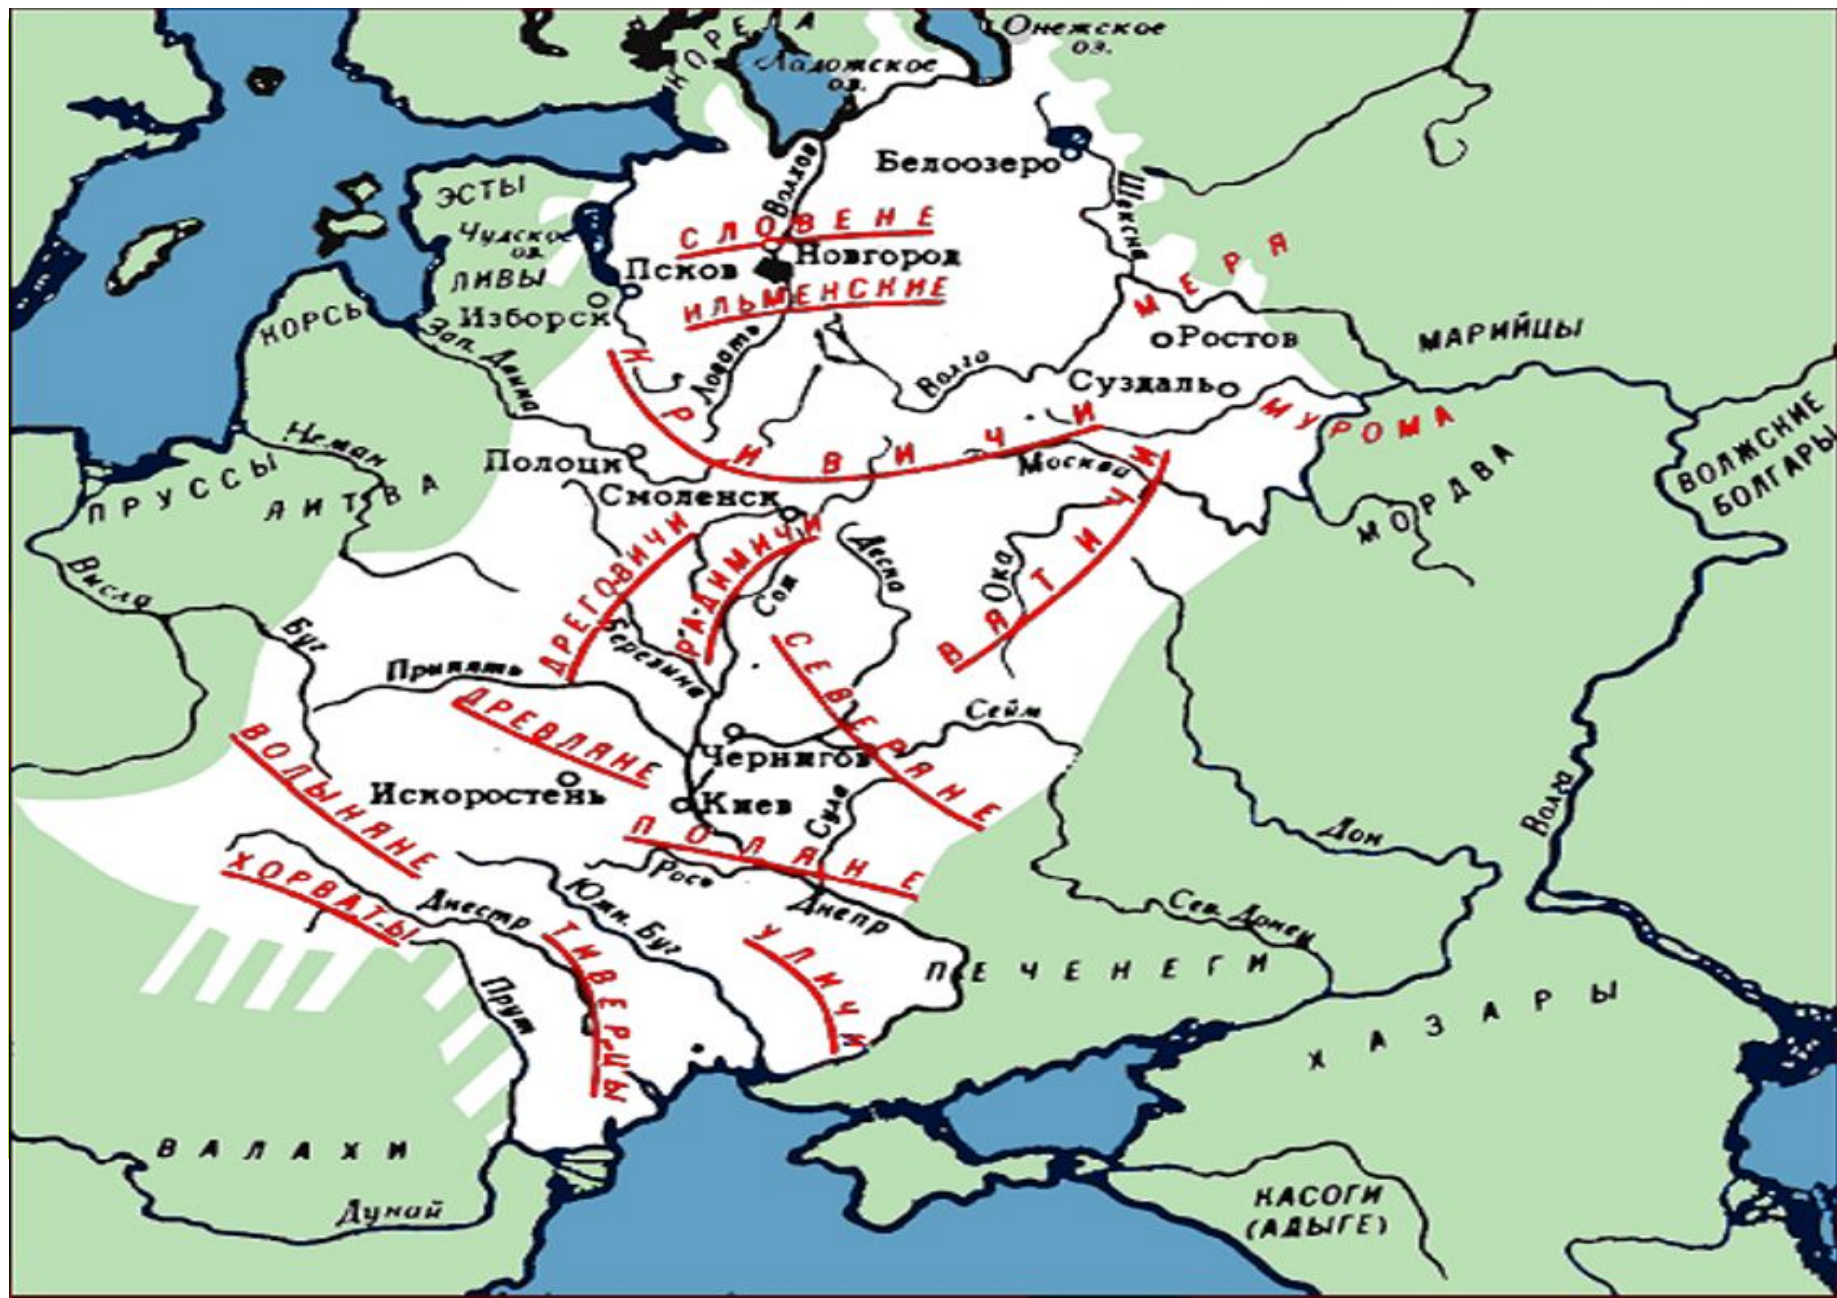 КОРЕЛА
Онежское
оз.
Ладожское
оз.
Белоозеро
Волхов
Шексна
ЭСТЫ
Чудское
оз.
СЛОВЕНЕ
Новгород
Псков
ИЛЬМЕНСКИЕ
ЛИВЫ
Изборск
КОРСЬ
Зап. Двина
Ловать
МЕРЯ
Ростов
МАРИЙЦЫ
Волга
Суздаль
МУРОМА
КРИВИЧИ
Неман
Полоцк
Москва
ВОЛЖСКИЕ
БОЛГАРЫ
ПРУССЫ
ЛИТВА
МОРДВА
Смоленск
ДРЕГОВИЧИ
РАДИМИЧИ
Сож
Десна
Ока
ВЯТИЧИ
Висла
Буг
Березина
Припять
СЕВЕРЯНЕ
Сейм
ДРЕВЛЯНЕ
Чернигов
ВОЛЫНЯНЕ
Искоростень
Киев
Сула
Волга
Дон
ПОЛЯНЕ
ХОРВАТЫ
Рось
Днестр
Южн. Буг
Днепр
Сев. Донец
ТИВЕРЦЫ
УЛИЧИ
ПЕЧЕНЕГИ
Прут
ХАЗАРЫ
ВАЛАХИ
Дунай
КАСОГИ
(АДЫГЕ)